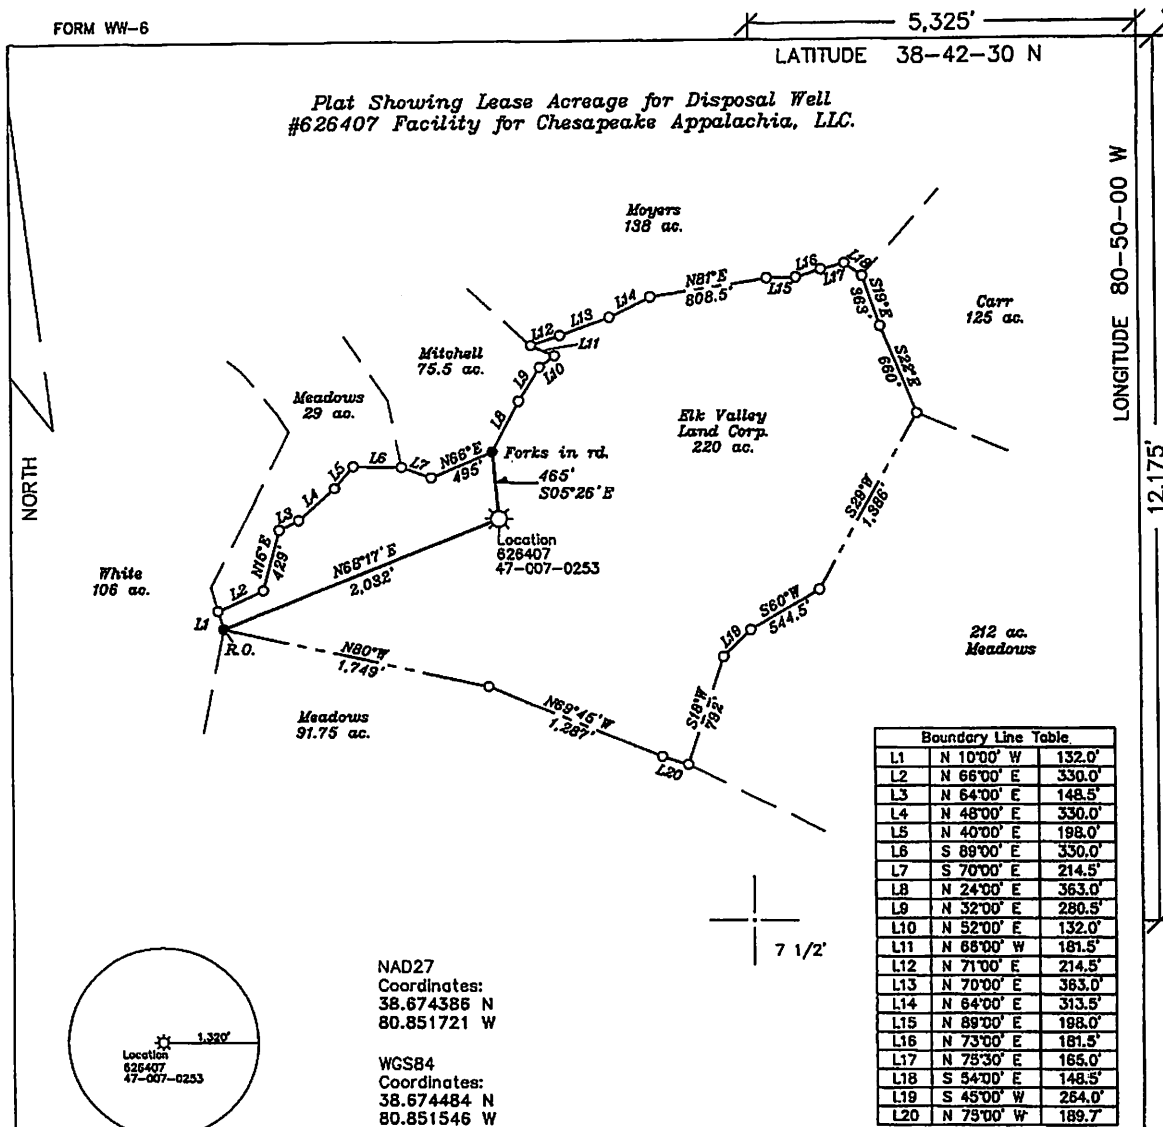 FORM WW-6
5,325'
LATITUDE 38-42-30 N
Plat Showing Lease Acreage for Disposal Well
#626407 Facility for Chesapeake Appalachia, LLC.
LONGITUDE 80-50-00 W
12,175'
NORTH
Moyers
138 ac.
Carr
125 ac.
Mitchell
75.5 ac.
Meadows
29 ac.
Elk Valley
Land Corp.
220 ac.
White
106 ac.
212 ac.
Meadows
Meadows
91.75 ac.
L1
L2
N16°E
429'
L3
L4
L5
L6
L7
N66°E
495'
Forks in rd.
465'
S05°26'E
L8
L9
L10
L11
L12
L13
L14
N81°E
808.5'
L15
L16
L17
L18
S19°E
363'
S22°E
660'
S29°W
1,386'
S60°W
544.5'
L19
S18°W
792'
L20
N69°45'W
1,287'
N80°W
1,749'
R.O.
N68°17'E
2,032'
Location
626407
47-007-0253
7 1/2'
Boundary Line Table
L1 N 10°00' W 132.0'
L2 N 66°00' E 330.0'
L3 N 64°00' E 148.5'
L4 N 48°00' E 330.0'
L5 N 40°00' E 198.0'
L6 S 89°00' E 330.0'
L7 S 70°00' E 214.5'
L8 N 24°00' E 363.0'
L9 N 32°00' E 280.5'
L10 N 52°00' E 132.0'
L11 N 66°00' W 181.5'
L12 N 71°00' E 214.5'
L13 N 70°00' E 363.0'
L14 N 64°00' E 313.5'
L15 N 89°00' E 198.0'
L16 N 73°00' E 181.5'
L17 N 75°30' E 165.0'
L18 S 54°00' E 148.5'
L19 S 45°00' W 264.0'
L20 N 75°00' W 189.7'
1,320'
Location
626407
47-007-0253
NAD27
Coordinates:
38.674386 N
80.851721 W
WGS84
Coordinates:
38.674484 N
80.851546 W